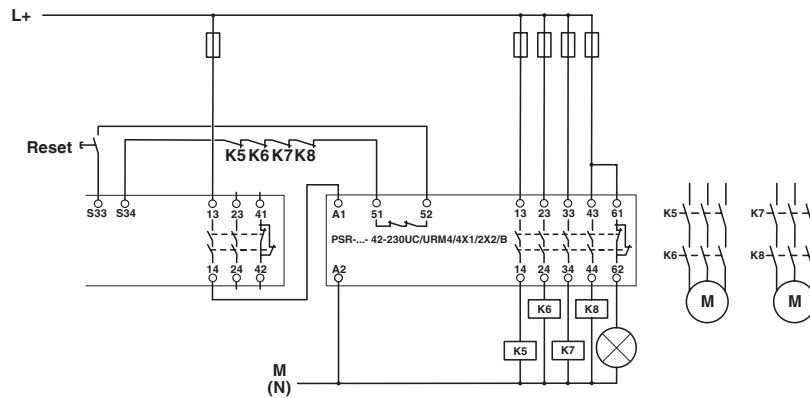 L+
Reset
K5 K6 K7 K8
S33 S34 13 23 41 A1 51 52 13 23 33 43 61
PSR-...- 42-230UC/URM4/4X1/2X2/B
14 24 42 A2 14 24 34 44 62
K5 K7
K6 K8
M M
K6 K8
K5 K7
M
(N)